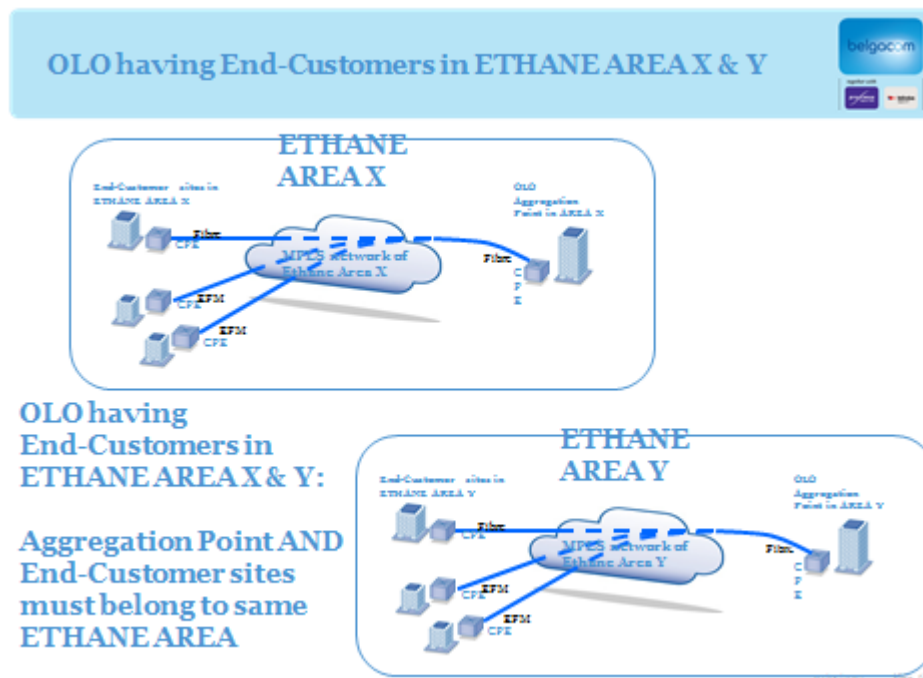 OLO having End-Customers in ETHANE AREA X & Y
belgacom
together with
ETHANE
AREA X
End-Customer sites in
ETHANE AREA X
OLO
Aggregation
Point in AREA X
Fibre
CPE
MPLS network of
Ethane Area X
Fibre
C
P
E
EFM
CPE
EFM
CPE
OLO having
End-Customers in
ETHANE AREA X & Y:
Aggregation Point AND
End-Customer sites
must belong to same
ETHANE AREA
ETHANE
AREA Y
End-Customer sites in
ETHANE AREA Y
OLO
Aggregation
Point in AREA Y
Fibre
CPE
MPLS network of
Ethane Area Y
Fibre
C
P
E
EFM
CPE
EFM
CPE